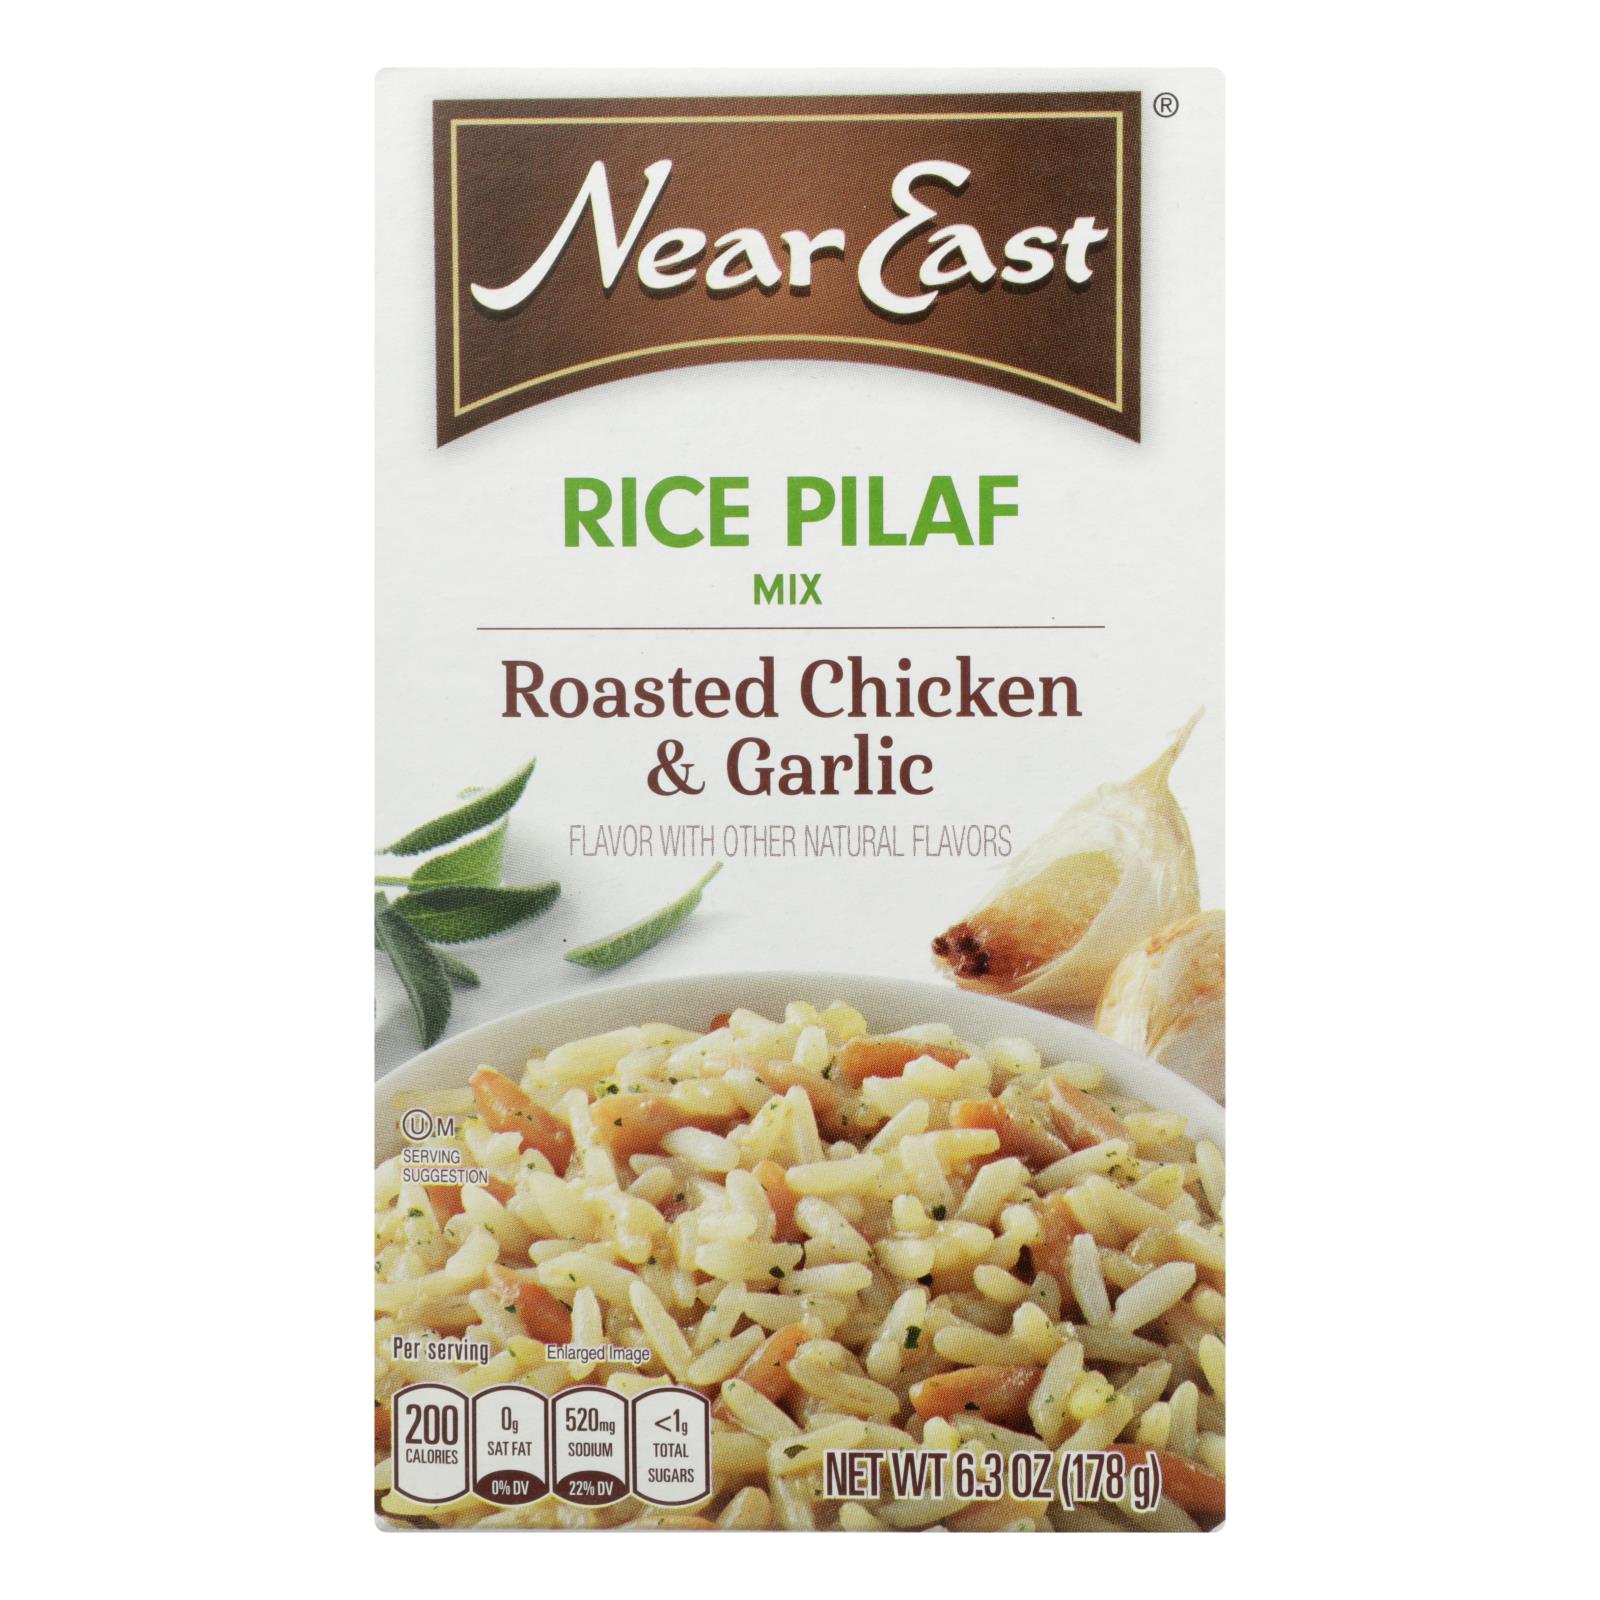 Near East ®
RICE PILAF
MIX
Roasted Chicken
& Garlic
FLAVOR WITH OTHER NATURAL FLAVORS
Ⓤ M
SERVING
SUGGESTION
Per serving
Enlarged Image
200
CALORIES
0g
SAT FAT
0% DV
520mg
SODIUM
22% DV
<1g
TOTAL
SUGARS
NET WT 6.3 OZ (178 g)